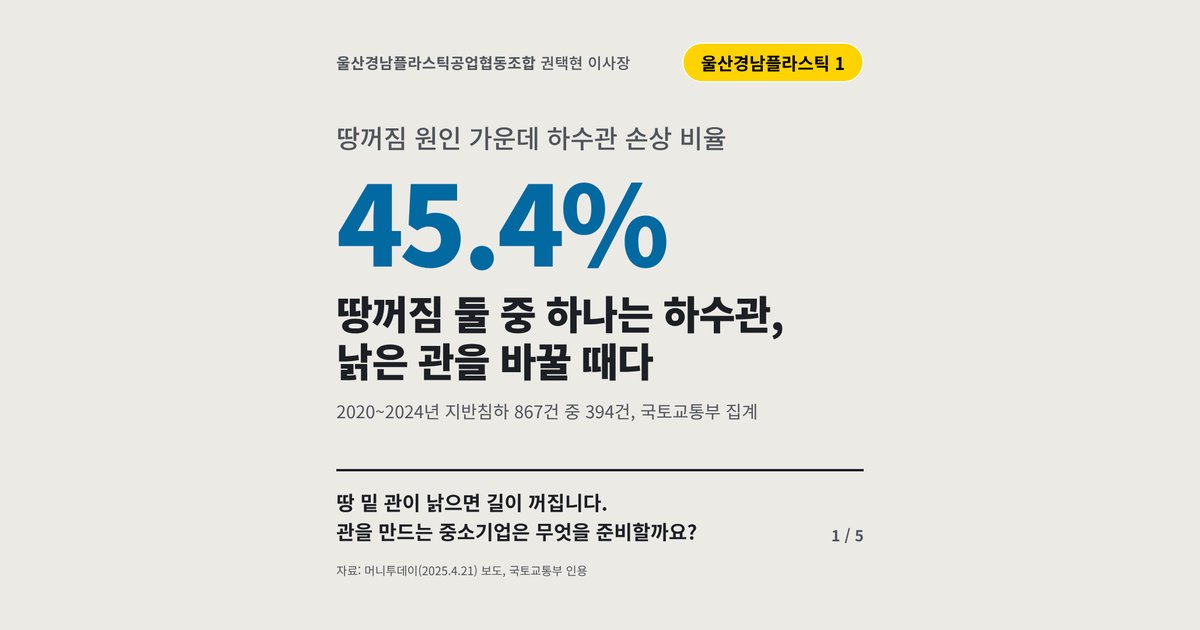 울산경남플라스틱공업협동조합 권택현 이사장
울산경남플라스틱 1
땅꺼짐 원인 가운데 하수관 손상 비율
45.4%
땅꺼짐 둘 중 하나는 하수관,
낡은 관을 바꿀 때다
2020~2024년 지반침하 867건 중 394건, 국토교통부 집계
땅 밑 관이 낡으면 길이 꺼집니다.
관을 만드는 중소기업은 무엇을 준비할까요?
1 / 5
자료: 머니투데이(2025.4.21) 보도, 국토교통부 인용